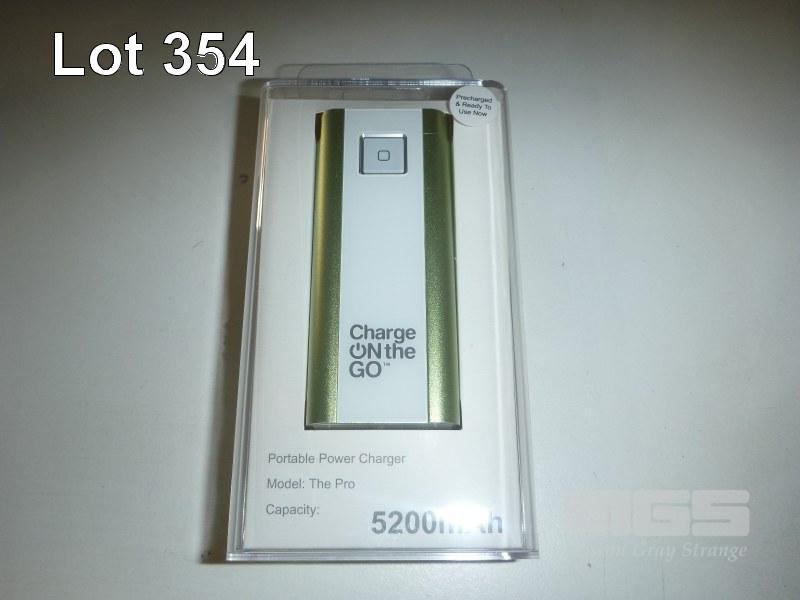 Lot 354
Precharged
& Ready To
Use Now
Charge
ON the
GO™
Portable Power Charger
Model: The Pro
Capacity:
5200mAh
Gray Strange